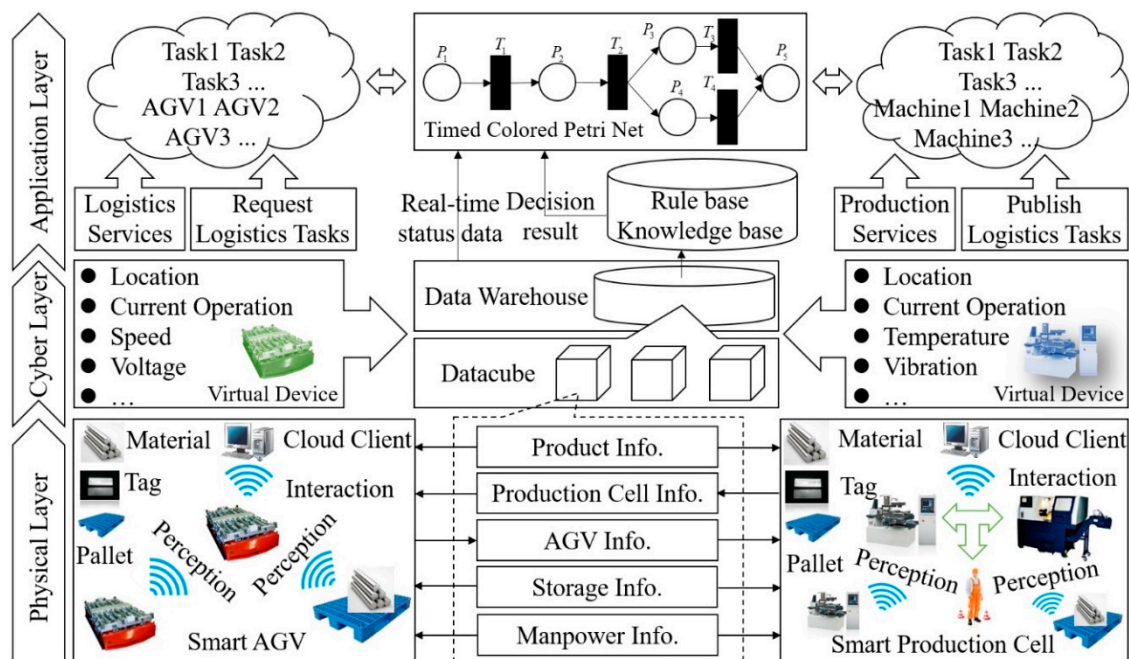 Application Layer
Task1 Task2
Task3 ...
AGV1 AGV2
AGV3 ...
Logistics
Services
Request
Logistics Tasks
P1
T1
P2
T2
P3
T3
P4
T4
P5
Timed Colored Petri Net
Real-time
status data
Decision
result
Rule base
Knowledge base
Task1 Task2
Task3 ...
Machine1 Machine2
Machine3 ...
Production
Services
Publish
Logistics Tasks
Cyber Layer
● Location
● Current Operation
● Speed
● Voltage
● …
Virtual Device
Data Warehouse
Datacube
● Location
● Current Operation
● Temperature
● Vibration
● …
Virtual Device
Physical Layer
Material
Cloud Client
Tag
Interaction
Pallet
Perception
Perception
Smart AGV
Product Info.
Production Cell Info.
AGV Info.
Storage Info.
Manpower Info.
Material
Cloud Client
Tag
Interaction
Pallet
Perception
Perception
Smart Production Cell